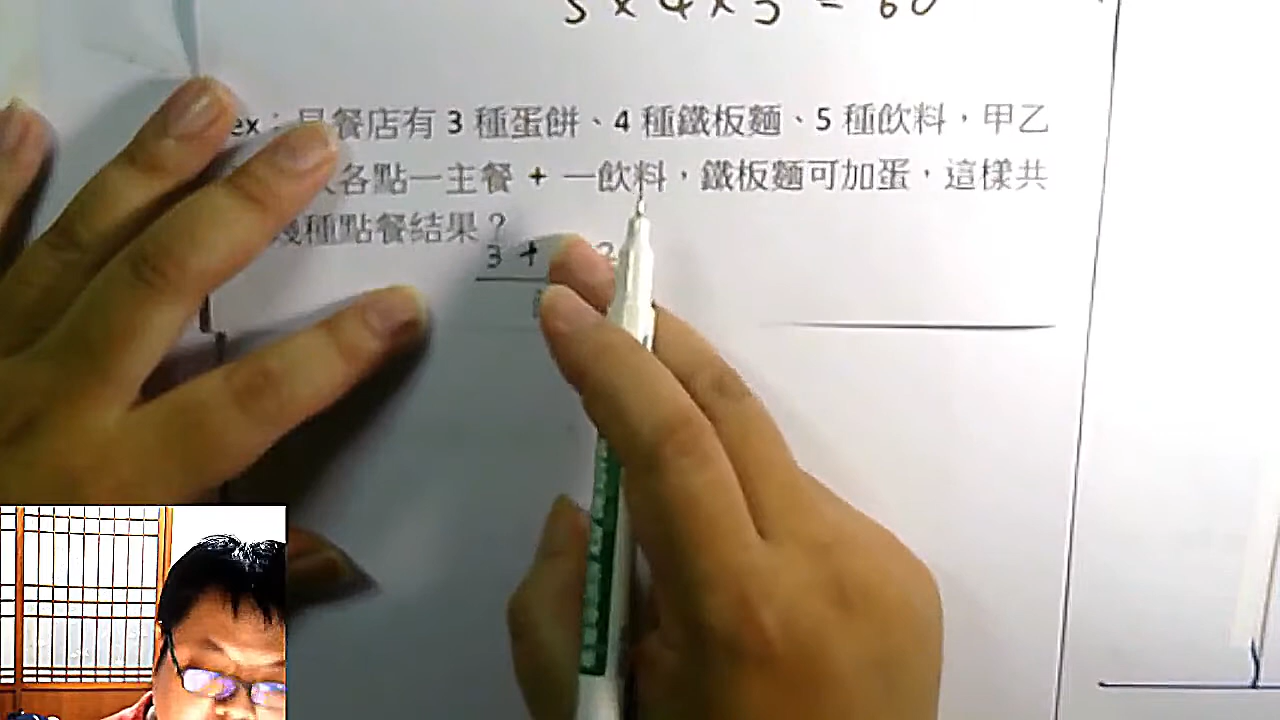 3 × 4 × 5 = 60
ex：早餐店有 3 種蛋餅、4 種鐵板麵、5 種飲料，甲乙
各點一主餐 + 一飲料，鐵板麵可加蛋，這樣共
幾種點餐結果？
3 +